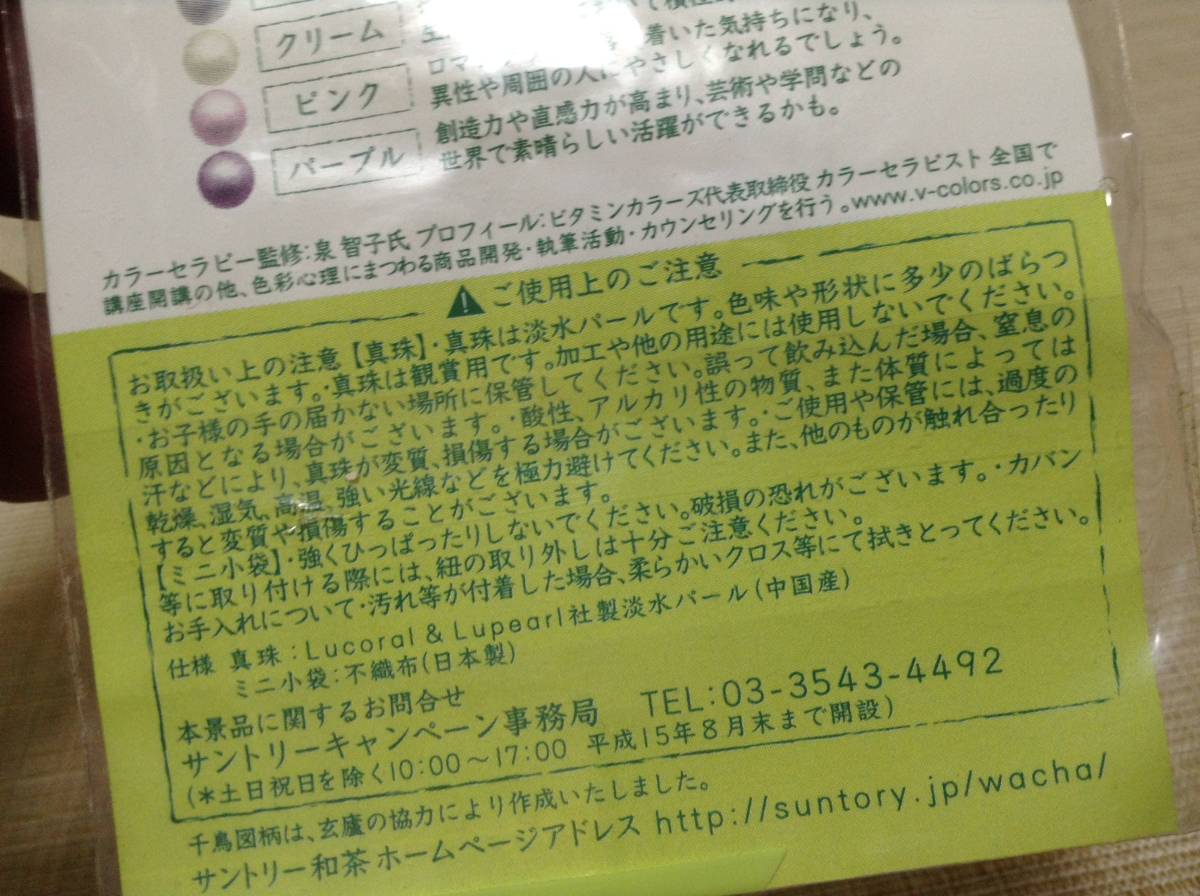 クリーム
着いた気持ちになり、
異性や周囲の人にやさしくなれるでしょう。
ピンク
創造力や直感力が高まり、芸術や学問などの
世界で素晴らしい活躍ができるかも。
パープル
カラーセラピー監修:泉 智子氏 プロフィール:ビタミンカラーズ代表取締役 カラーセラピスト 全国で
講座開講の他、色彩心理にまつわる商品開発・執筆活動・カウンセリングを行う。www.v-colors.co.jp
ご使用上のご注意
お取扱い上の注意【真珠】・真珠は淡水パールです。色味や形状に多少のばらつ
きがございます。・真珠は観賞用です。加工や他の用途には使用しないでください。
・お子様の手の届かない場所に保管してください。誤って飲み込んだ場合、窒息の
原因となる場合がございます。・酸性、アルカリ性の物質、また体質によっては
汗などにより、真珠が変質、損傷する場合がございます。・ご使用や保管には、過度の
乾燥、湿気、高温、強い光線などを極力避けてください。また、他のものが触れ合ったり
すると変質や損傷することがございます。
【ミニ小袋】・強くひっぱったりしないでください。破損の恐れがございます。・カバン
等に取り付ける際には、紐の取り外しは十分ご注意ください。
お手入れについて・汚れ等が付着した場合、柔らかいクロス等にて拭きとってください。
仕様 真珠:Lucoral & Lupearl社製淡水パール(中国産)
ミニ小袋:不織布(日本製)
本景品に関するお問合せ
サントリーキャンペーン事務局 TEL:03-3543-4492
(*土日祝日を除く10:00〜17:00 平成15年8月末まで開設)
千鳥図柄は、玄廬の協力により作成いたしました。
サントリー和茶 ホームページアドレス http://suntory.jp/wacha/